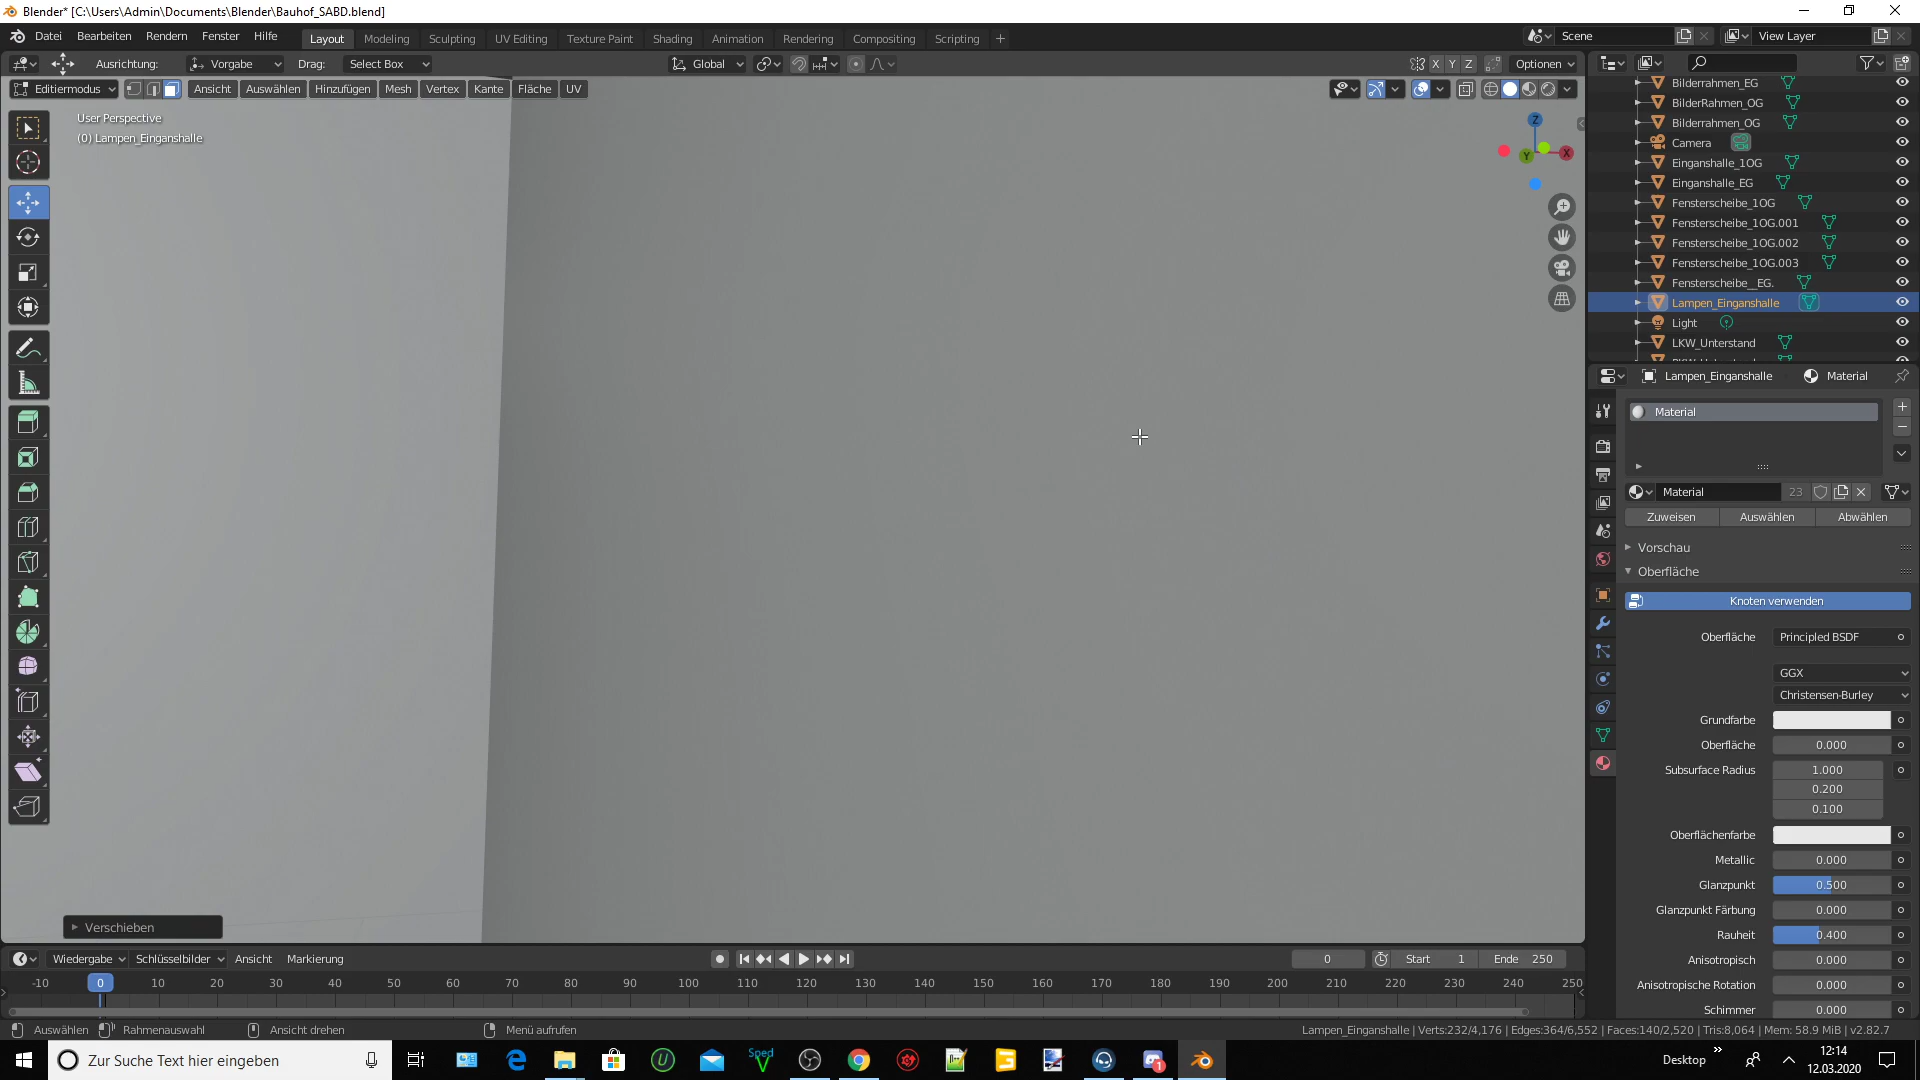 Blender* [C:\Users\Admin\Documents\Blender\Bauhof_SABD.blend]
Datei Bearbeiten Rendern Fenster Hilfe Layout Modeling Sculpting UV Editing Texture Paint Shading Animation Rendering Compositing Scripting + Scene View Layer
Ausrichtung: Vorgabe Drag: Select Box Global X Y Z Optionen
Editiermodus Ansicht Auswählen Hinzufügen Mesh Vertex Kante Fläche UV
User Perspective
(0) Lampen_Einganshalle
Z
Y X
Bilderrahmen_EG
BilderRahmen_OG
Bilderrahmen_OG
Camera
Einganshalle_1OG
Einganshalle_EG
Fensterscheibe_1OG
Fensterscheibe_1OG.001
Fensterscheibe_1OG.002
Fensterscheibe_1OG.003
Fensterscheibe__EG.
Lampen_Einganshalle
Light
LKW_Unterstand
Lampen_Einganshalle Material
Material
Material 23
Zuweisen Auswählen Abwählen
Vorschau
Oberfläche
Knoten verwenden
Oberfläche Principled BSDF
GGX
Christensen-Burley
Grundfarbe
Oberfläche 0.000
Subsurface Radius 1.000
0.200
0.100
Oberflächenfarbe
Metallic 0.000
Glanzpunkt 0.500
Glanzpunkt Färbung 0.000
Rauheit 0.400
Anisotropisch 0.000
Anisotropische Rotation 0.000
Schimmer 0.000
Verschieben
Wiedergabe Schlüsselbilder Ansicht Markierung 0 Start 1 Ende 250
-10 0 10 20 30 40 50 60 70 80 90 100 110 120 130 140 150 160 170 180 190 200 210 220 230 240 250
Auswählen Rahmenauswahl Ansicht drehen Menü aufrufen Lampen_Einganshalle | Verts:232/4,176 | Edges:364/6,552 | Faces:140/2,520 | Tris:8,064 | Mem: 58.9 MiB | v2.82.7
Zur Suche Text hier eingeben Sped V 1 Desktop » 12:14
12.03.2020